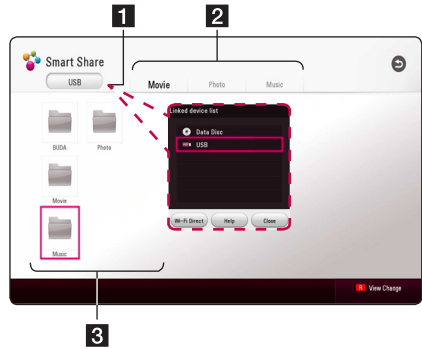 1
2
Smart Share
USB
Movie
Photo
Music
Linked device list
Data Disc
USB
Wi-Fi Direct
Help
Close
BUDA
Photo
Movie
Music
R View Change
3